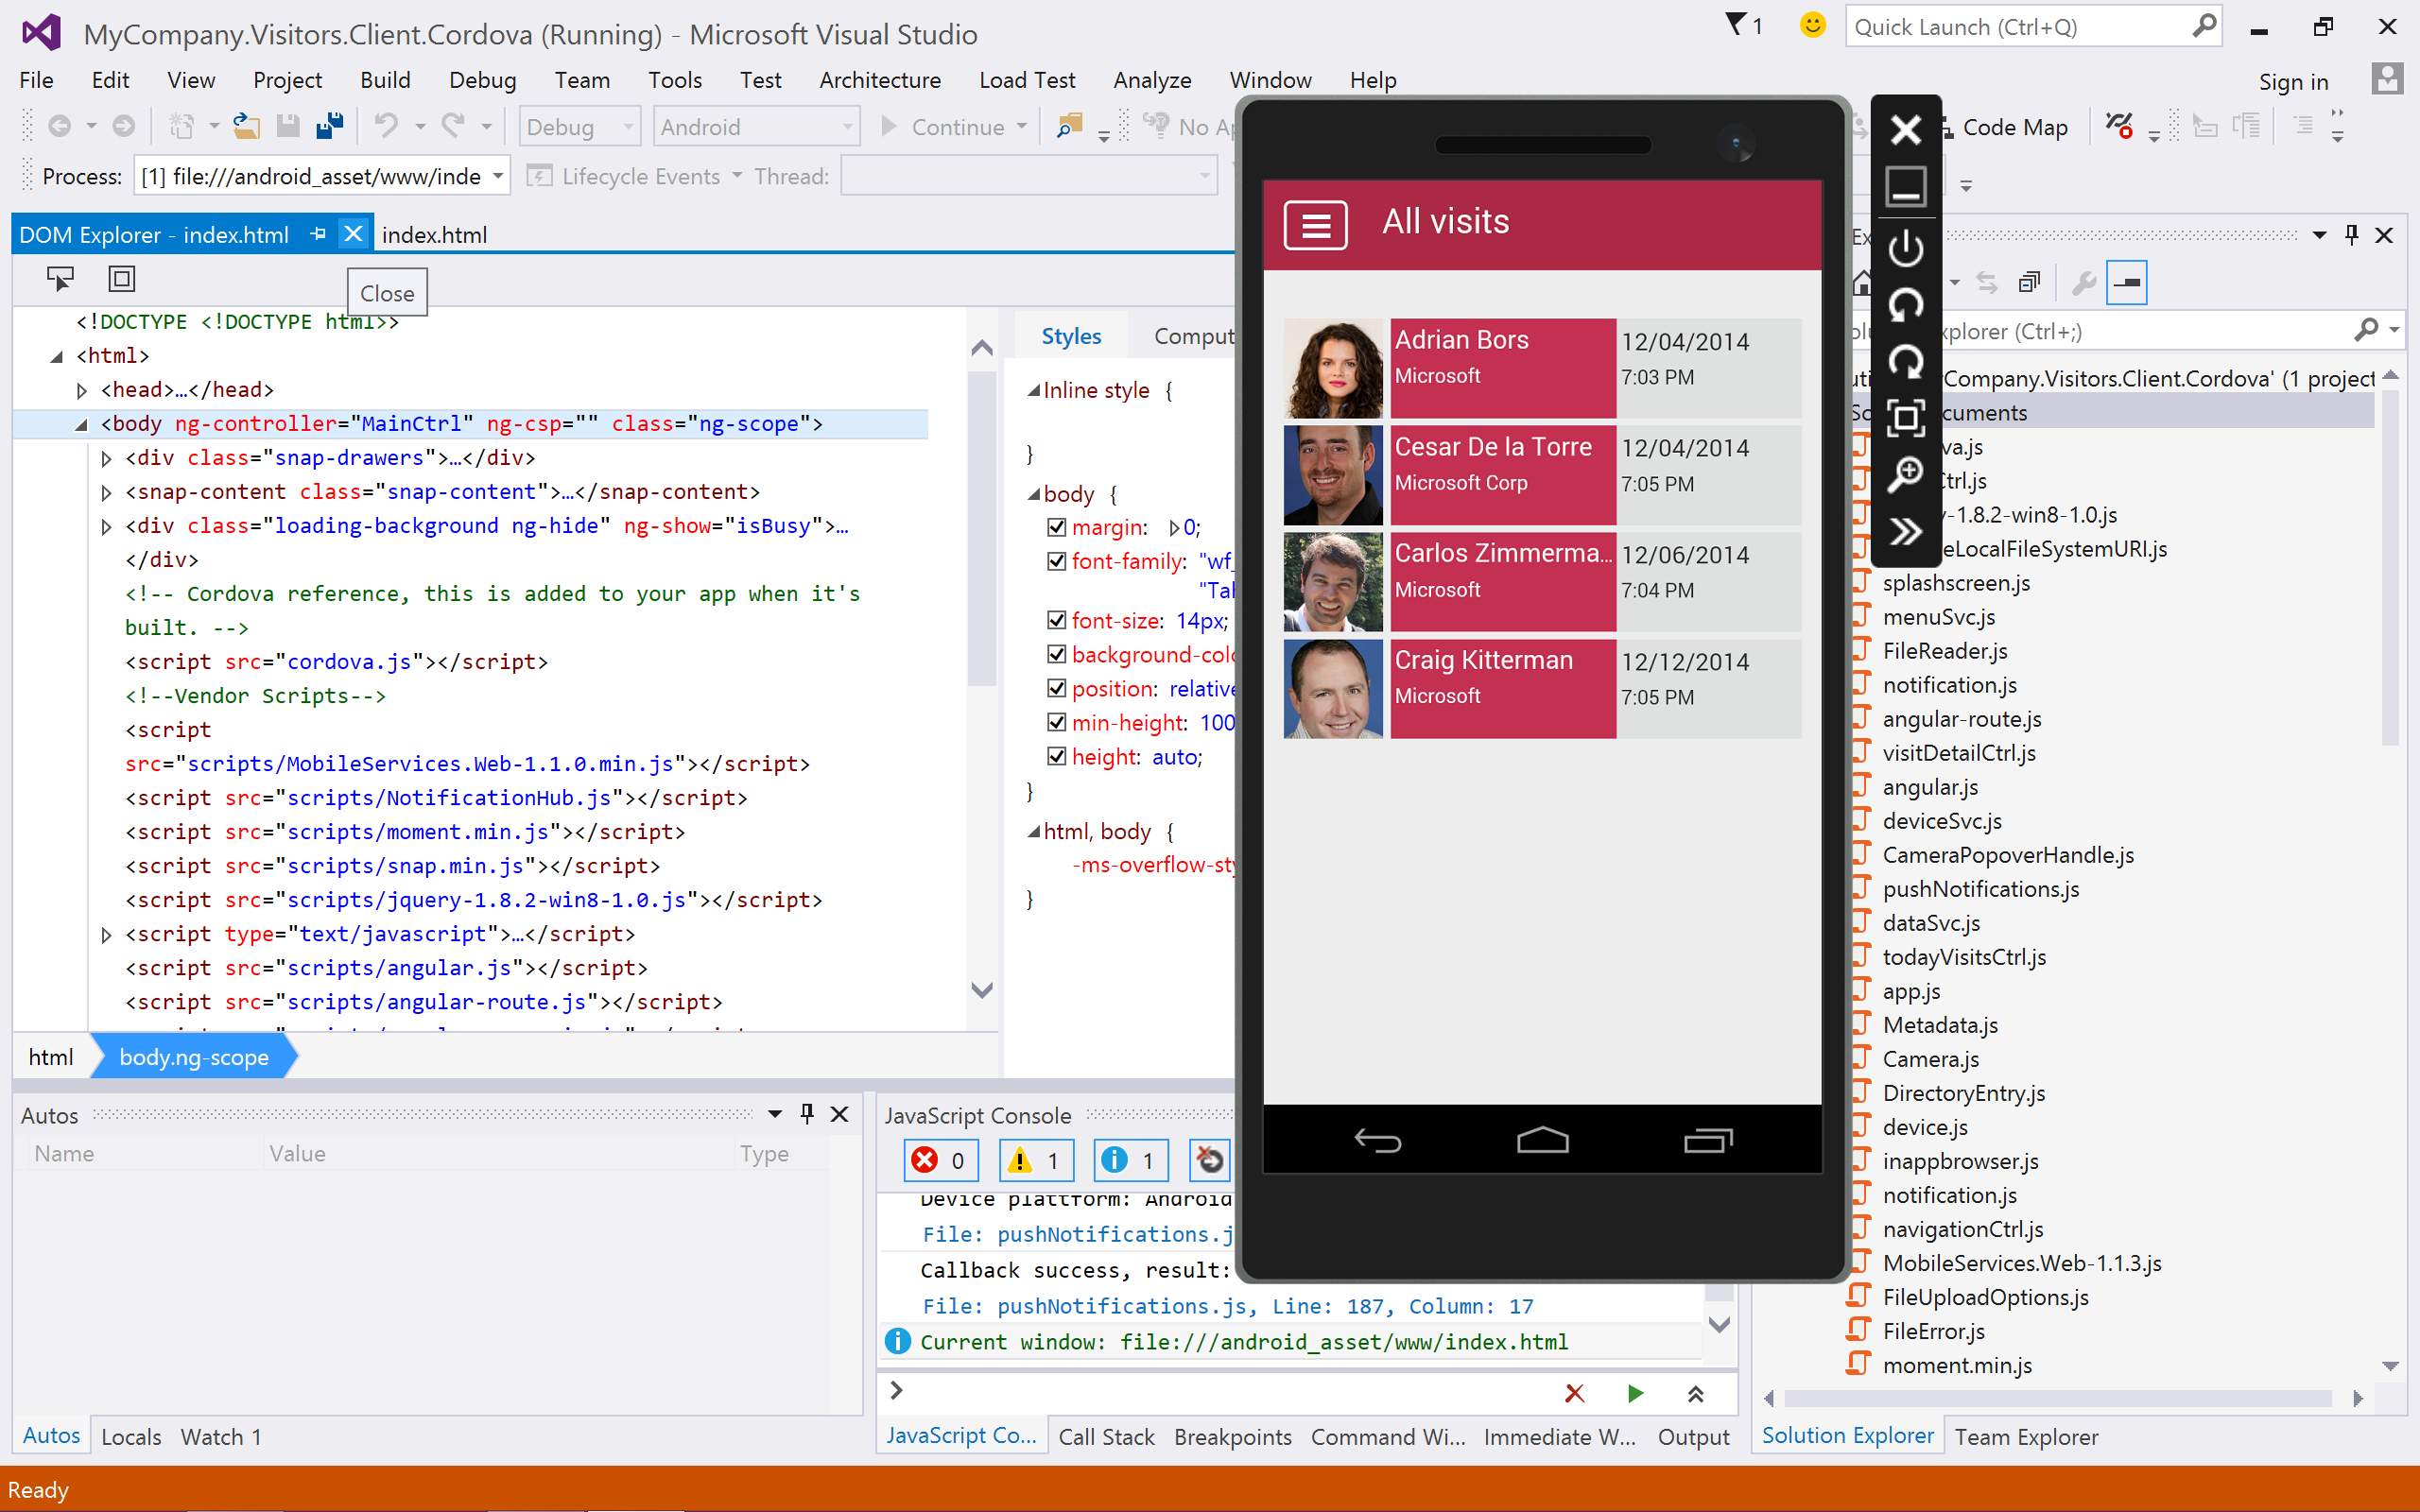 MyCompany.Visitors.Client.Cordova (Running) - Microsoft Visual Studio
1
Quick Launch (Ctrl+Q)
File Edit View Project Build Debug Team Tools Test Architecture Load Test Analyze Window Help
Sign in
Debug Android Continue No Ap
Code Map
Process: [1] file:///android_asset/www/inde Lifecycle Events Thread:
DOM Explorer - index.html index.html
Close
<!DOCTYPE <!DOCTYPE html>>
<html>
<head>…</head>
<body ng-controller="MainCtrl" ng-csp="" class="ng-scope">
<div class="snap-drawers">…</div>
<snap-content class="snap-content">…</snap-content>
<div class="loading-background ng-hide" ng-show="isBusy">…
</div>
<!-- Cordova reference, this is added to your app when it's
built. -->
<script src="cordova.js"></script>
<!--Vendor Scripts-->
<script
src="scripts/MobileServices.Web-1.1.0.min.js"></script>
<script src="scripts/NotificationHub.js"></script>
<script src="scripts/moment.min.js"></script>
<script src="scripts/snap.min.js"></script>
<script src="scripts/jquery-1.8.2-win8-1.0.js"></script>
<script type="text/javascript">…</script>
<script src="scripts/angular.js"></script>
<script src="scripts/angular-route.js"></script>
html body.ng-scope
Styles Comput
Inline style {
}
body {
margin: 0;
font-family: "wf_
"Tah
font-size: 14px;
background-colo
position: relative
min-height: 100
height: auto;
}
html, body {
-ms-overflow-sty
}
All visits
Adrian Bors
Microsoft
12/04/2014
7:03 PM
Cesar De la Torre
Microsoft Corp
12/04/2014
7:05 PM
Carlos Zimmerma...
Microsoft
12/06/2014
7:04 PM
Craig Kitterman
Microsoft
12/12/2014
7:05 PM
Autos
Name Value Type
Autos Locals Watch 1
JavaScript Console
0 1 1
Device plattform: Android
File: pushNotifications.j
Callback success, result:
File: pushNotifications.js, Line: 187, Column: 17
Current window: file:///android_asset/www/index.html
JavaScript Co... Call Stack Breakpoints Command Wi... Immediate W... Output
Ex
olu xplorer (Ctrl+;)
uti yCompany.Visitors.Client.Cordova' (1 project
Sc cuments
va.js
Ctrl.js
y-1.8.2-win8-1.0.js
eLocalFileSystemURI.js
splashscreen.js
menuSvc.js
FileReader.js
notification.js
angular-route.js
visitDetailCtrl.js
angular.js
deviceSvc.js
CameraPopoverHandle.js
pushNotifications.js
dataSvc.js
todayVisitsCtrl.js
app.js
Metadata.js
Camera.js
DirectoryEntry.js
device.js
inappbrowser.js
notification.js
navigationCtrl.js
MobileServices.Web-1.1.3.js
FileUploadOptions.js
FileError.js
moment.min.js
Solution Explorer Team Explorer
Ready